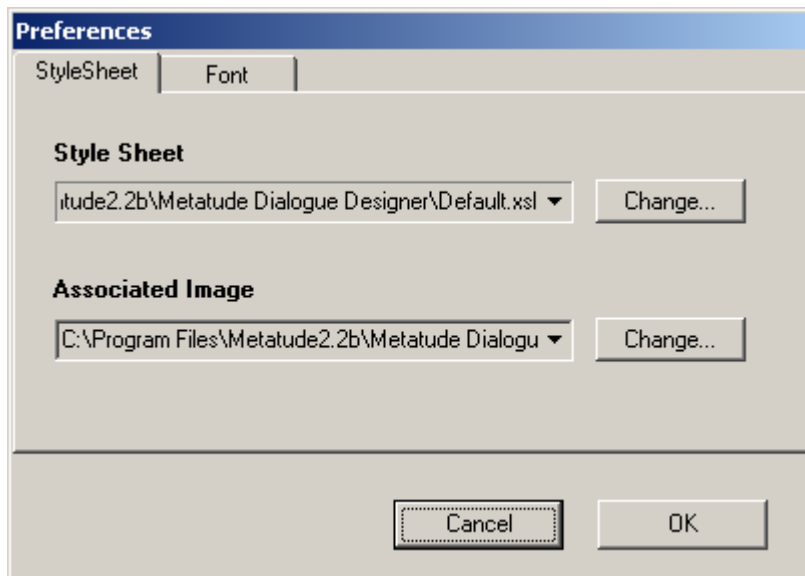 Preferences
StyleSheet
Font
Style Sheet
itude2.2b\Metatude Dialogue Designer\Default.xsl
Change...
Associated Image
C:\Program Files\Metatude2.2b\Metatude Dialogu
Change...
Cancel
OK